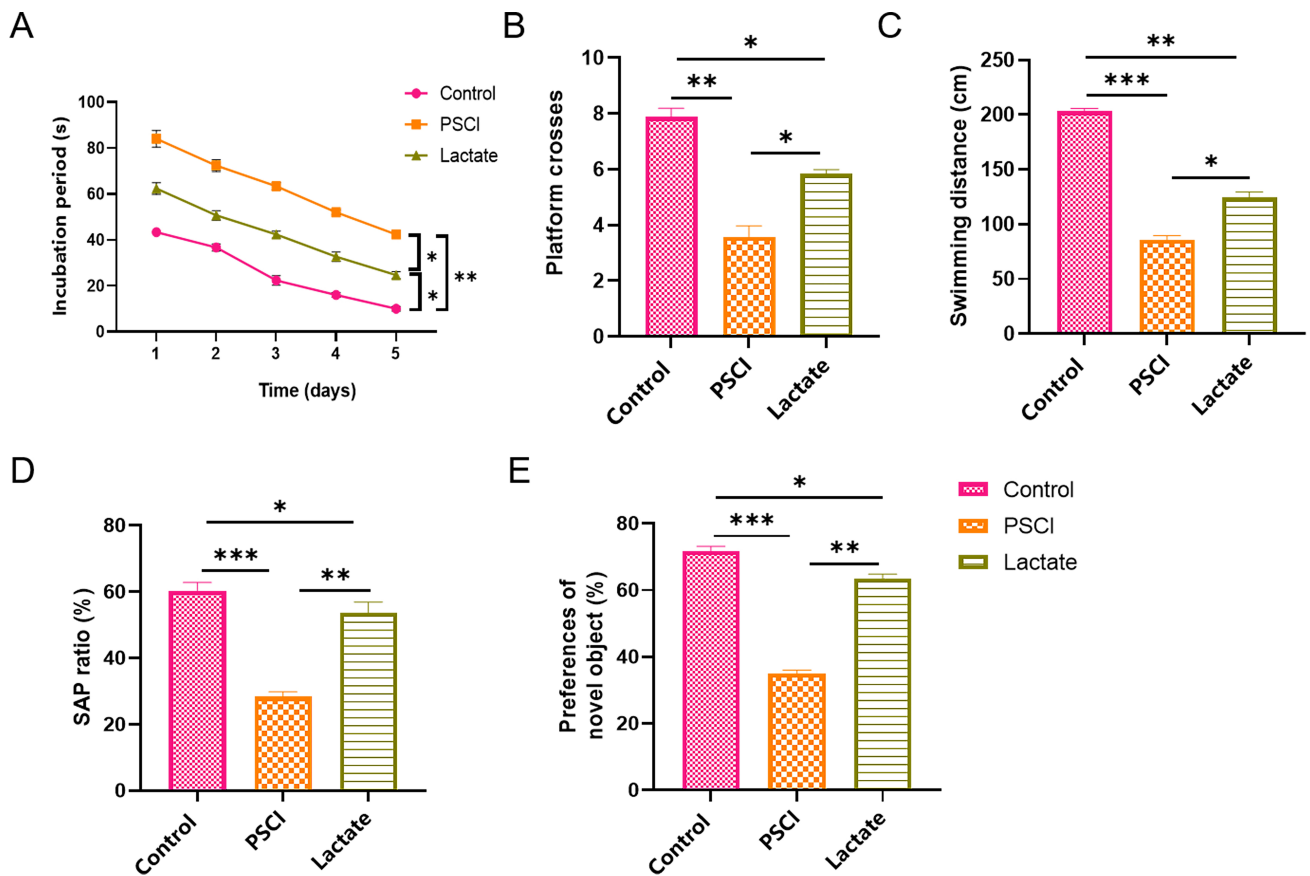 A
Control
PSCI
Lactate
Incubation period (s)
100
80
60
40
20
0
*
*
**
1 2 3 4 5
Time (days)
B
Platform crosses
10
8
6
4
2
0
*
**
*
Control
PSCI
Lactate
C
Swimming distance (cm)
250
200
150
100
50
0
**
***
*
Control
PSCI
Lactate
D
SAP ratio (%)
80
60
40
20
0
*
***
**
Control
PSCI
Lactate
E
Preferences of
novel object (%)
80
60
40
20
0
*
***
**
Control
PSCI
Lactate
Control
PSCI
Lactate